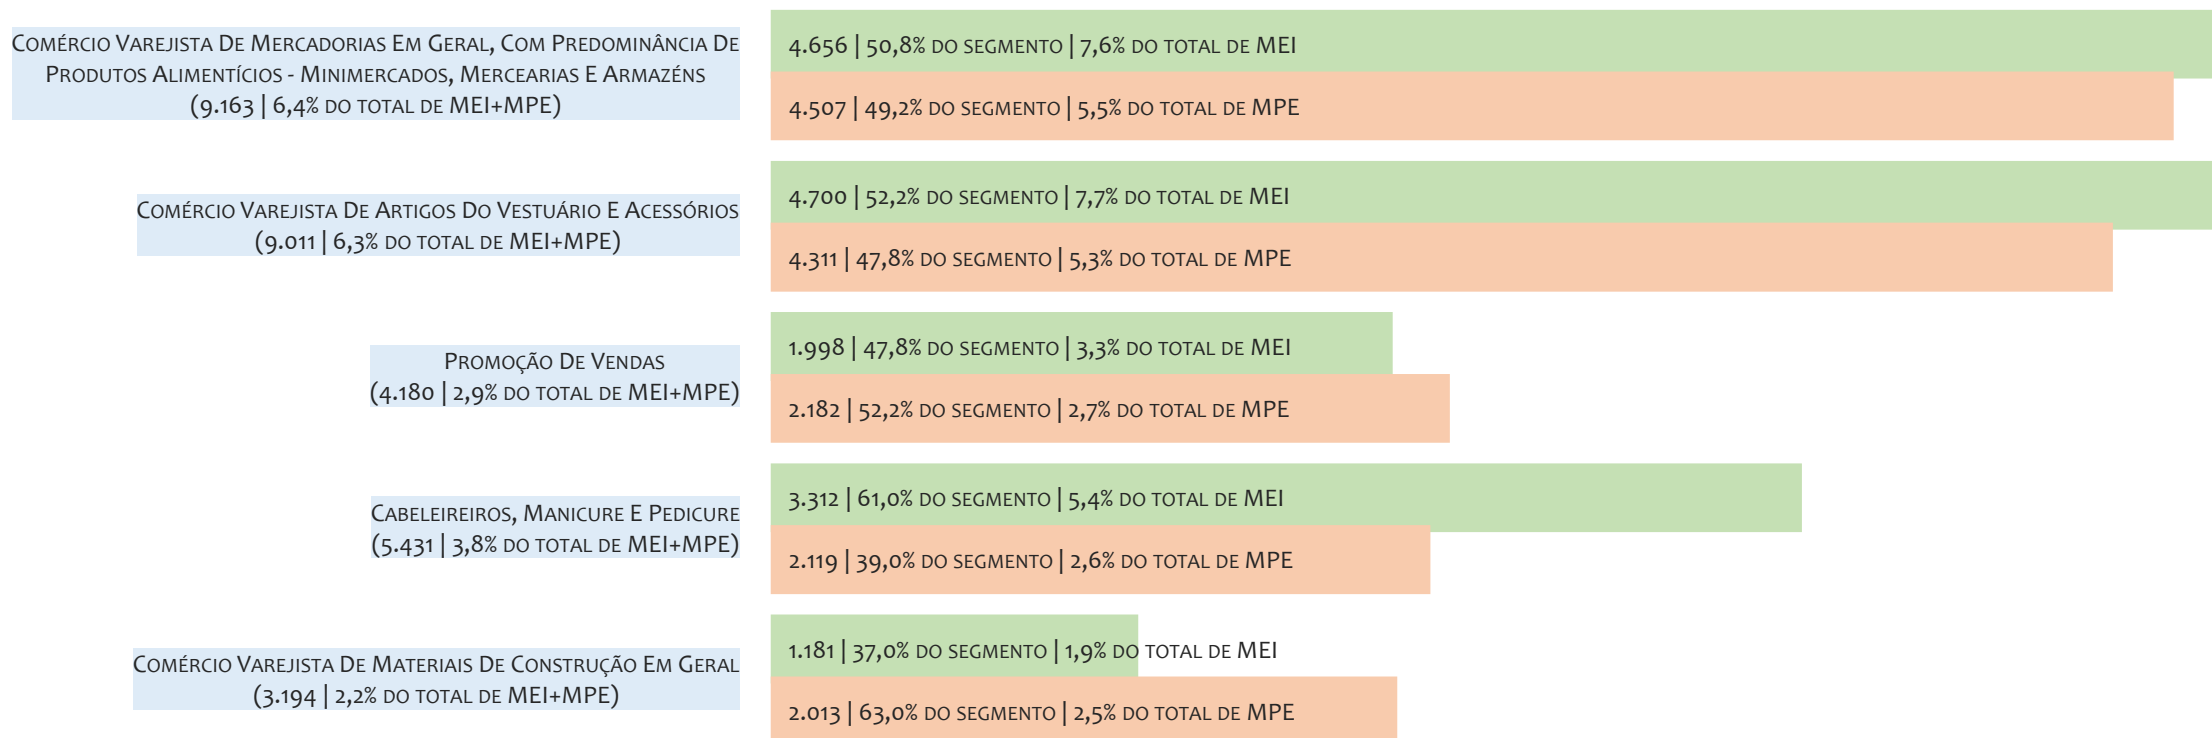 Comércio Varejista De Mercadorias Em Geral, Com Predominância De
Produtos Alimentícios - Minimercados, Mercearias E Armazéns
(9.163 | 6,4% do total de MEI+MPE)
4.656 | 50,8% do segmento | 7,6% do total de MEI
4.507 | 49,2% do segmento | 5,5% do total de MPE
Comércio Varejista De Artigos Do Vestuário E Acessórios
(9.011 | 6,3% do total de MEI+MPE)
4.700 | 52,2% do segmento | 7,7% do total de MEI
4.311 | 47,8% do segmento | 5,3% do total de MPE
Promoção De Vendas
(4.180 | 2,9% do total de MEI+MPE)
1.998 | 47,8% do segmento | 3,3% do total de MEI
2.182 | 52,2% do segmento | 2,7% do total de MPE
Cabeleireiros, Manicure E Pedicure
(5.431 | 3,8% do total de MEI+MPE)
3.312 | 61,0% do segmento | 5,4% do total de MEI
2.119 | 39,0% do segmento | 2,6% do total de MPE
Comércio Varejista De Materiais De Construção Em Geral
(3.194 | 2,2% do total de MEI+MPE)
1.181 | 37,0% do segmento | 1,9% do total de MEI
2.013 | 63,0% do segmento | 2,5% do total de MPE